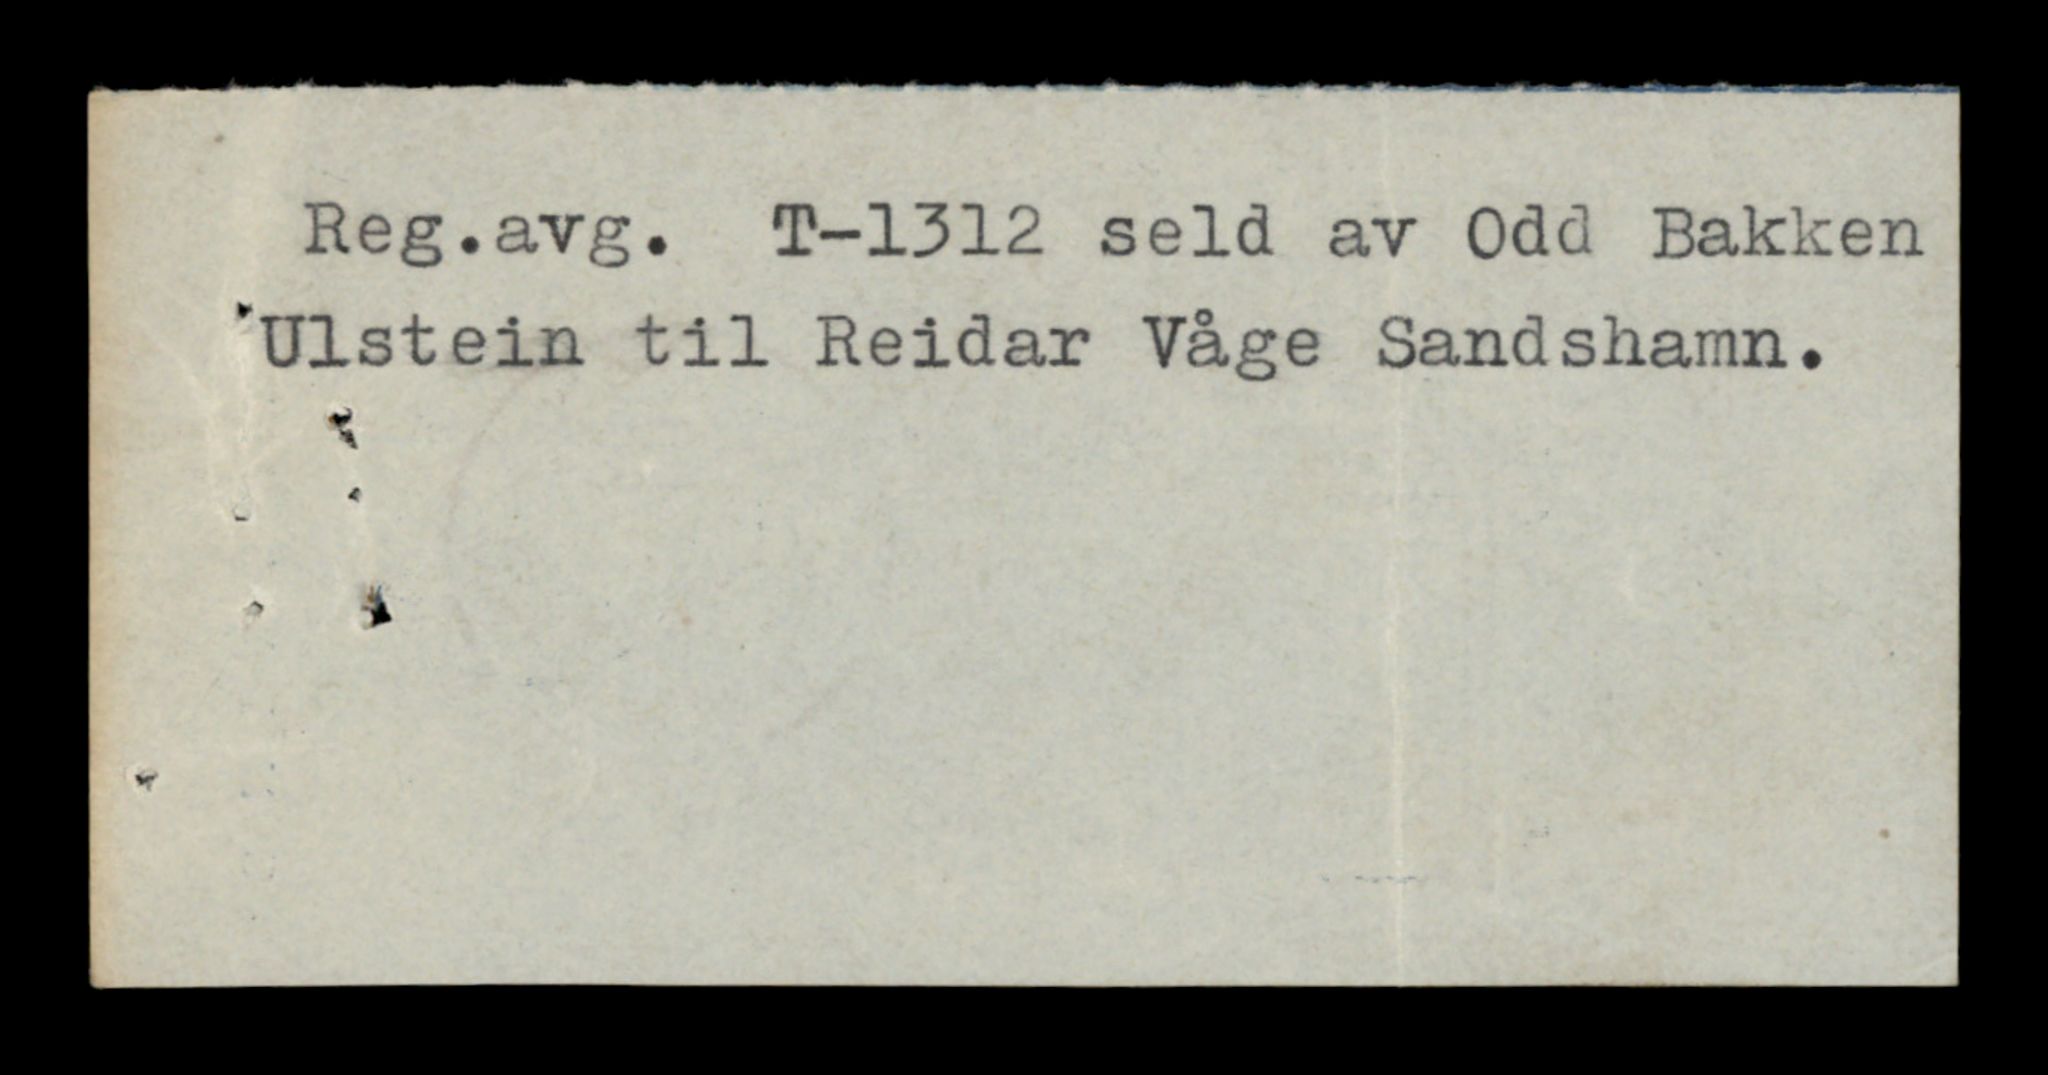 Reg.avg. T-1312 seld av Odd Bakken
Ulstein til Reidar Våge Sandshamn.